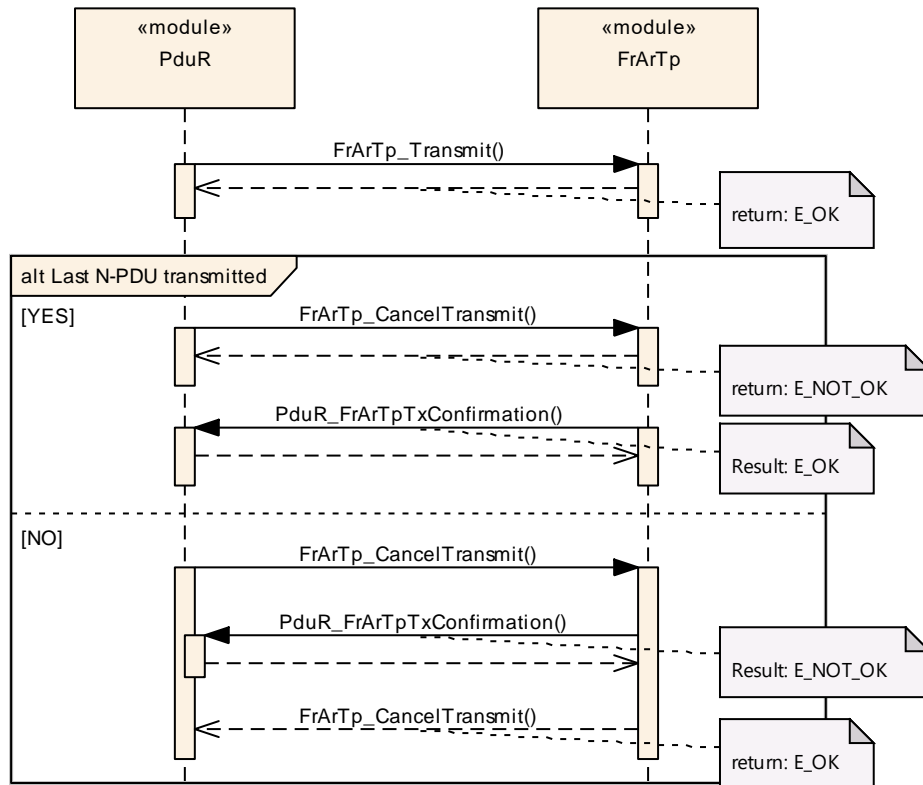 «module»
PduR
«module»
FrArTp
FrArTp_Transmit()
return: E_OK
alt Last N-PDU transmitted
[YES]
FrArTp_CancelTransmit()
return: E_NOT_OK
PduR_FrArTpTxConfirmation()
Result: E_OK
[NO]
FrArTp_CancelTransmit()
PduR_FrArTpTxConfirmation()
Result: E_NOT_OK
FrArTp_CancelTransmit()
return: E_OK